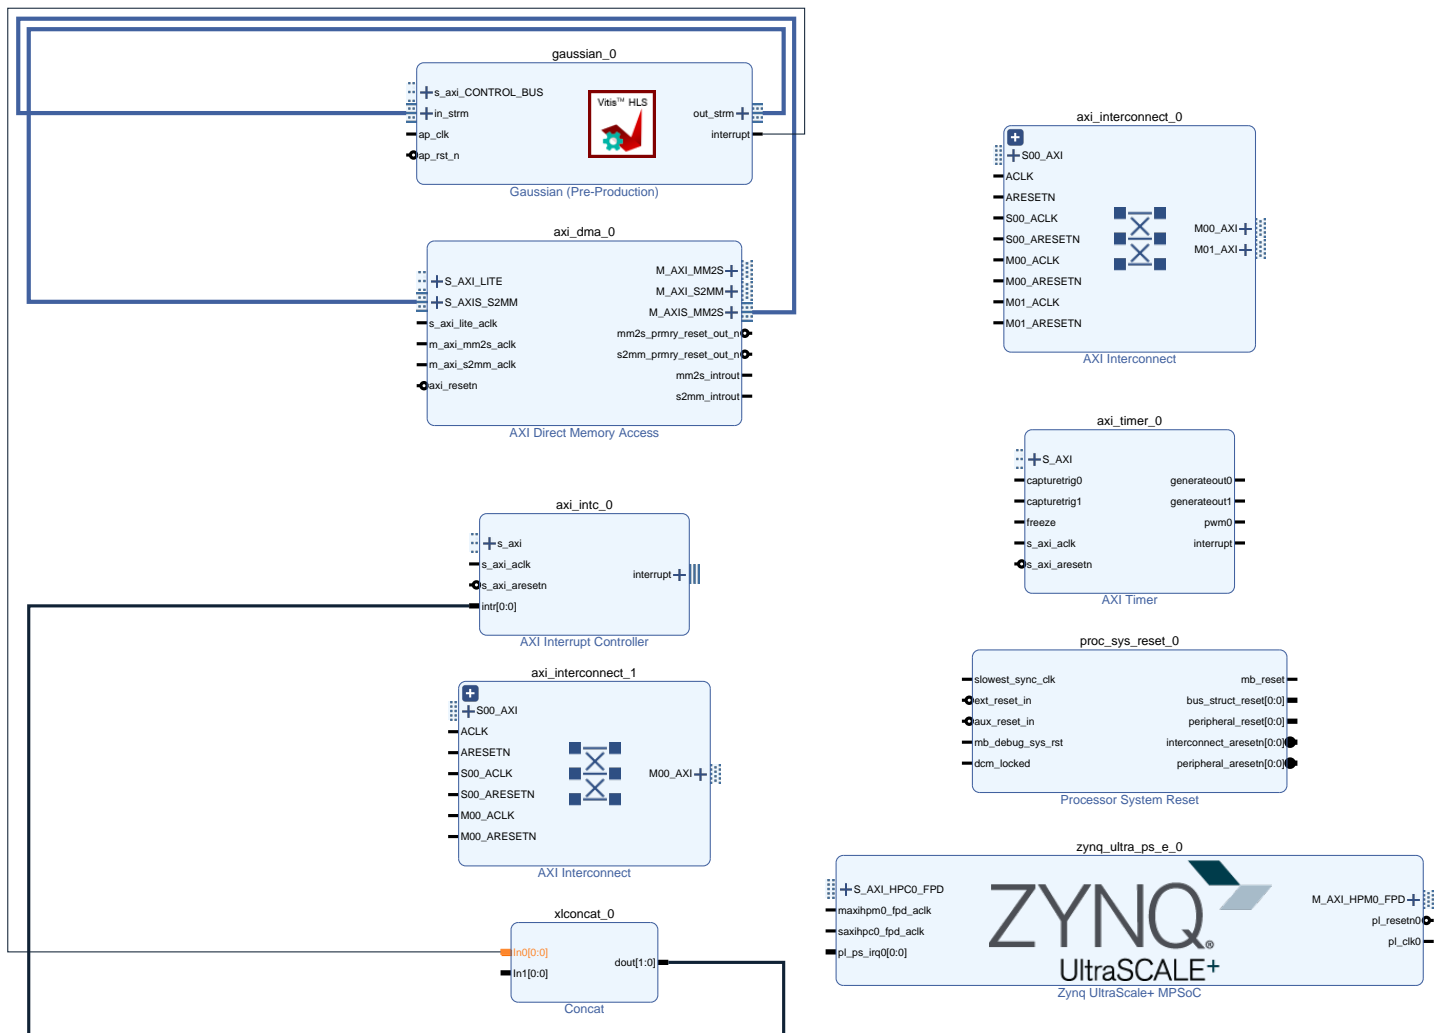 gaussian_0
s_axi_CONTROL_BUS
in_strm
ap_clk
ap_rst_n
Vitis™ HLS
out_strm
interrupt
Gaussian (Pre-Production)
axi_dma_0
S_AXI_LITE
S_AXIS_S2MM
s_axi_lite_aclk
m_axi_mm2s_aclk
m_axi_s2mm_aclk
axi_resetn
M_AXI_MM2S
M_AXI_S2MM
M_AXIS_MM2S
mm2s_prmry_reset_out_n
s2mm_prmry_reset_out_n
mm2s_introut
s2mm_introut
AXI Direct Memory Access
axi_intc_0
s_axi
s_axi_aclk
s_axi_aresetn
intr[0:0]
interrupt
AXI Interrupt Controller
axi_interconnect_1
S00_AXI
ACLK
ARESETN
S00_ACLK
S00_ARESETN
M00_ACLK
M00_ARESETN
M00_AXI
AXI Interconnect
xlconcat_0
In0[0:0]
In1[0:0]
dout[1:0]
Concat
axi_interconnect_0
S00_AXI
ACLK
ARESETN
S00_ACLK
S00_ARESETN
M00_ACLK
M00_ARESETN
M01_ACLK
M01_ARESETN
M00_AXI
M01_AXI
AXI Interconnect
axi_timer_0
S_AXI
capturetrig0
capturetrig1
freeze
s_axi_aclk
s_axi_aresetn
generateout0
generateout1
pwm0
interrupt
AXI Timer
proc_sys_reset_0
slowest_sync_clk
ext_reset_in
aux_reset_in
mb_debug_sys_rst
dcm_locked
mb_reset
bus_struct_reset[0:0]
peripheral_reset[0:0]
interconnect_aresetn[0:0]
peripheral_aresetn[0:0]
Processor System Reset
zynq_ultra_ps_e_0
S_AXI_HPC0_FPD
maxihpm0_fpd_aclk
saxihpc0_fpd_aclk
pl_ps_irq0[0:0]
ZYNQ®
UltraSCALE+
M_AXI_HPM0_FPD
pl_resetn0
pl_clk0
Zynq UltraScale+ MPSoC